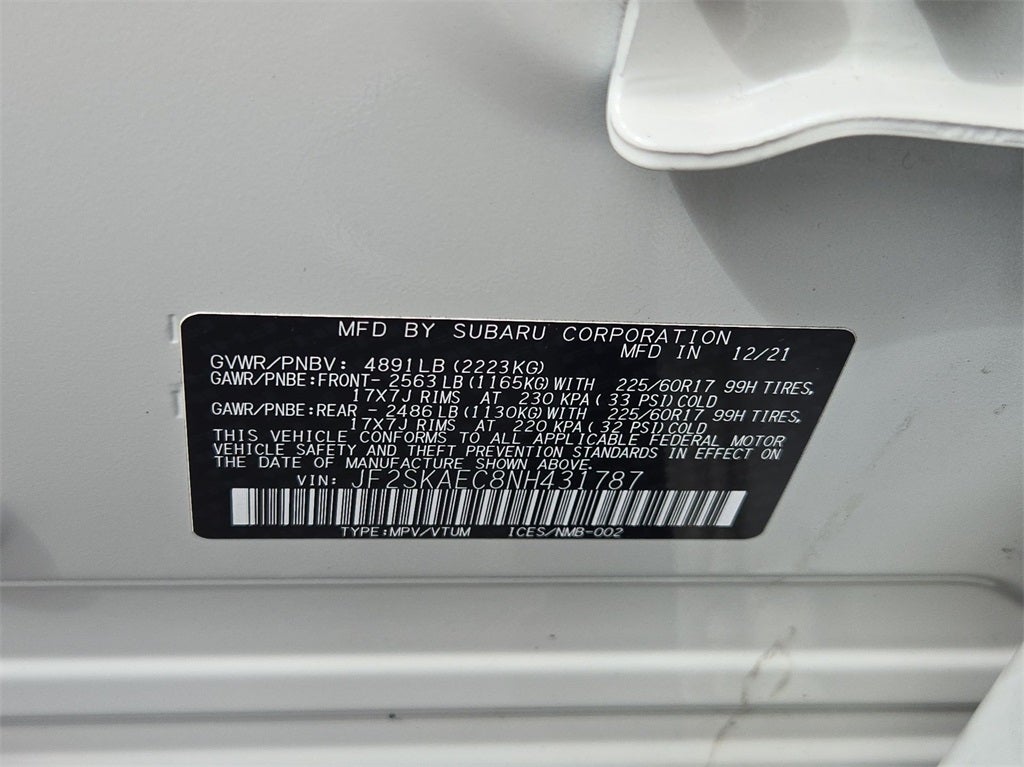 MFD BY SUBARU CORPORATION
MFD IN 12/21
GVWR/PNBV: 4891LB (2223KG)
GAWR/PNBE:FRONT- 2563LB(1165KG)WITH 225/60R17 99H TIRES,
17X7J RIMS AT 230 KPA( 33 PSI)COLD
GAWR/PNBE:REAR - 2486LB(1130KG)WITH 225/60R17 99H TIRES,
17X7J RIMS AT 220 KPA( 32 PSI)COLD
THIS VEHICLE CONFORMS TO ALL APPLICABLE FEDERAL MOTOR
VEHICLE SAFETY AND THEFT PREVENTION STANDARDS IN EFFECT ON
THE DATE OF MANUFACTURE SHOWN ABOVE.
VIN: JF2SKAEC8NH431787
TYPE:MPV/VTUM ICES/NMB-002